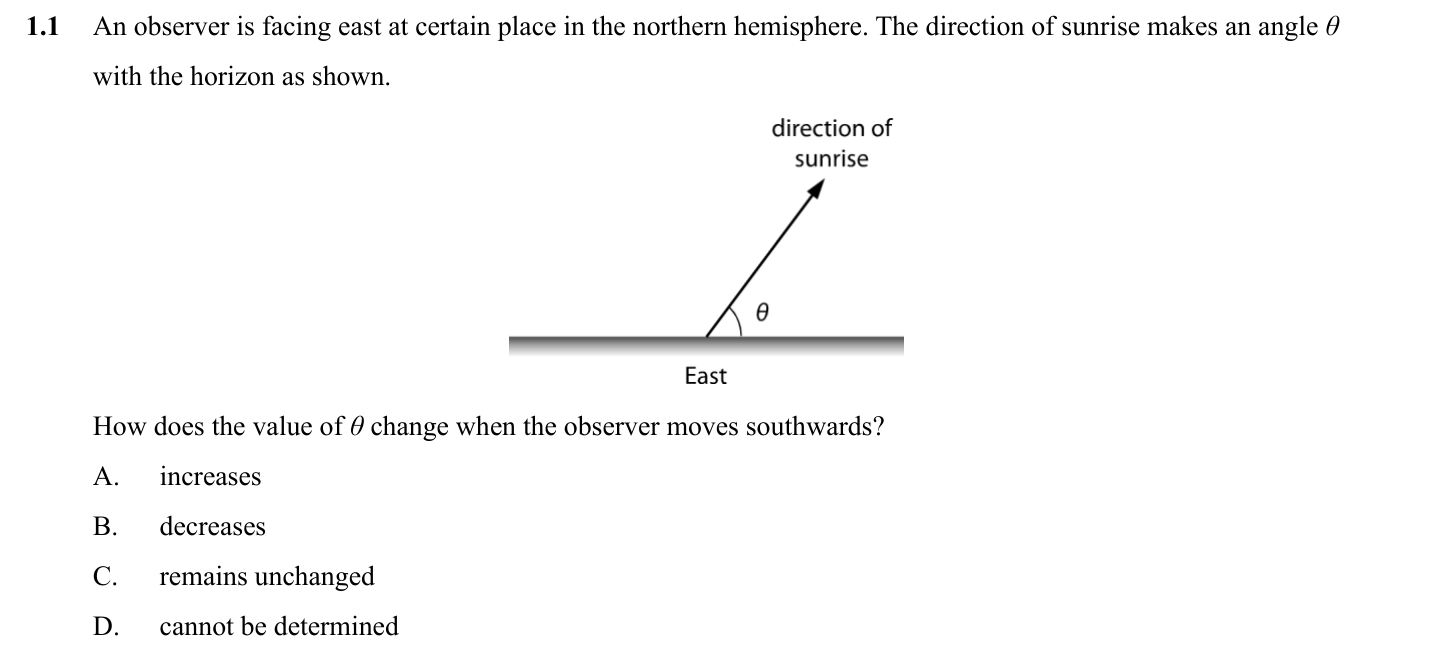 1.1 An observer is facing east at certain place in the northern hemisphere. The direction of sunrise makes an angle θ
with the horizon as shown.
direction of
sunrise
θ
East
How does the value of θ change when the observer moves southwards?
A. increases
B. decreases
C. remains unchanged
D. cannot be determined